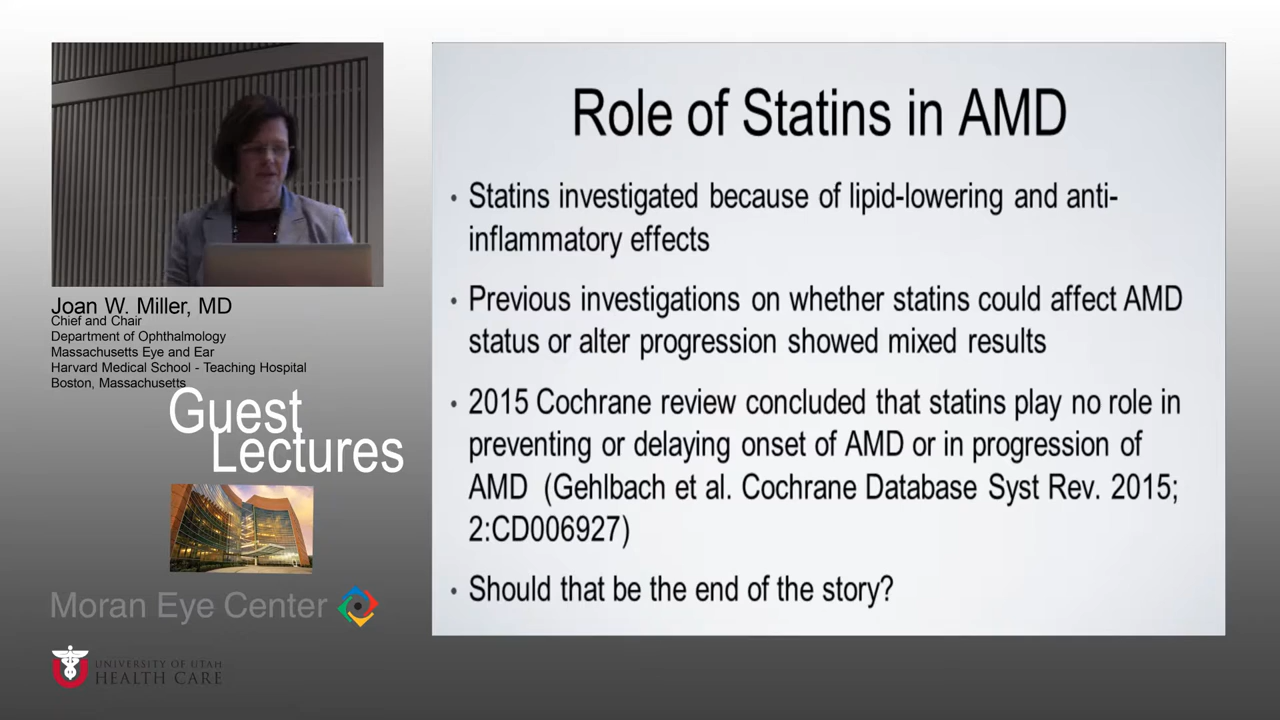 Joan W. Miller, MD
Chief and Chair
Department of Ophthalmology
Massachusetts Eye and Ear
Harvard Medical School - Teaching Hospital
Boston, Massachusetts
Guest
Lectures
Moran Eye Center
UNIVERSITY OF UTAH
HEALTH CARE
Role of Statins in AMD
• Statins investigated because of lipid-lowering and anti-
inflammatory effects
• Previous investigations on whether statins could affect AMD
status or alter progression showed mixed results
• 2015 Cochrane review concluded that statins play no role in
preventing or delaying onset of AMD or in progression of
AMD (Gehlbach et al. Cochrane Database Syst Rev. 2015;
2:CD006927)
• Should that be the end of the story?